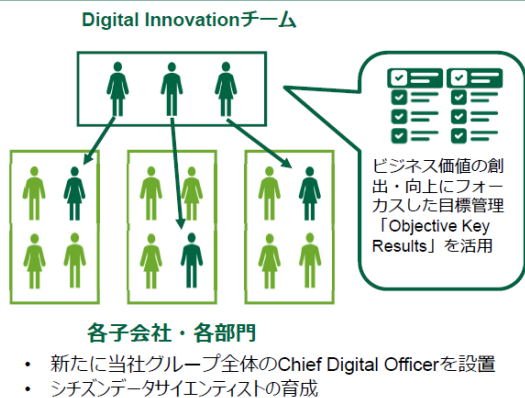 Digital Innovationチーム
ビジネス価値の創
出・向上にフォー
カスした目標管理
「Objective Key
Results」を活用
各子会社・各部門
• 新たに当社グループ全体のChief Digital Officerを設置
• シチズンデータサイエンティストの育成